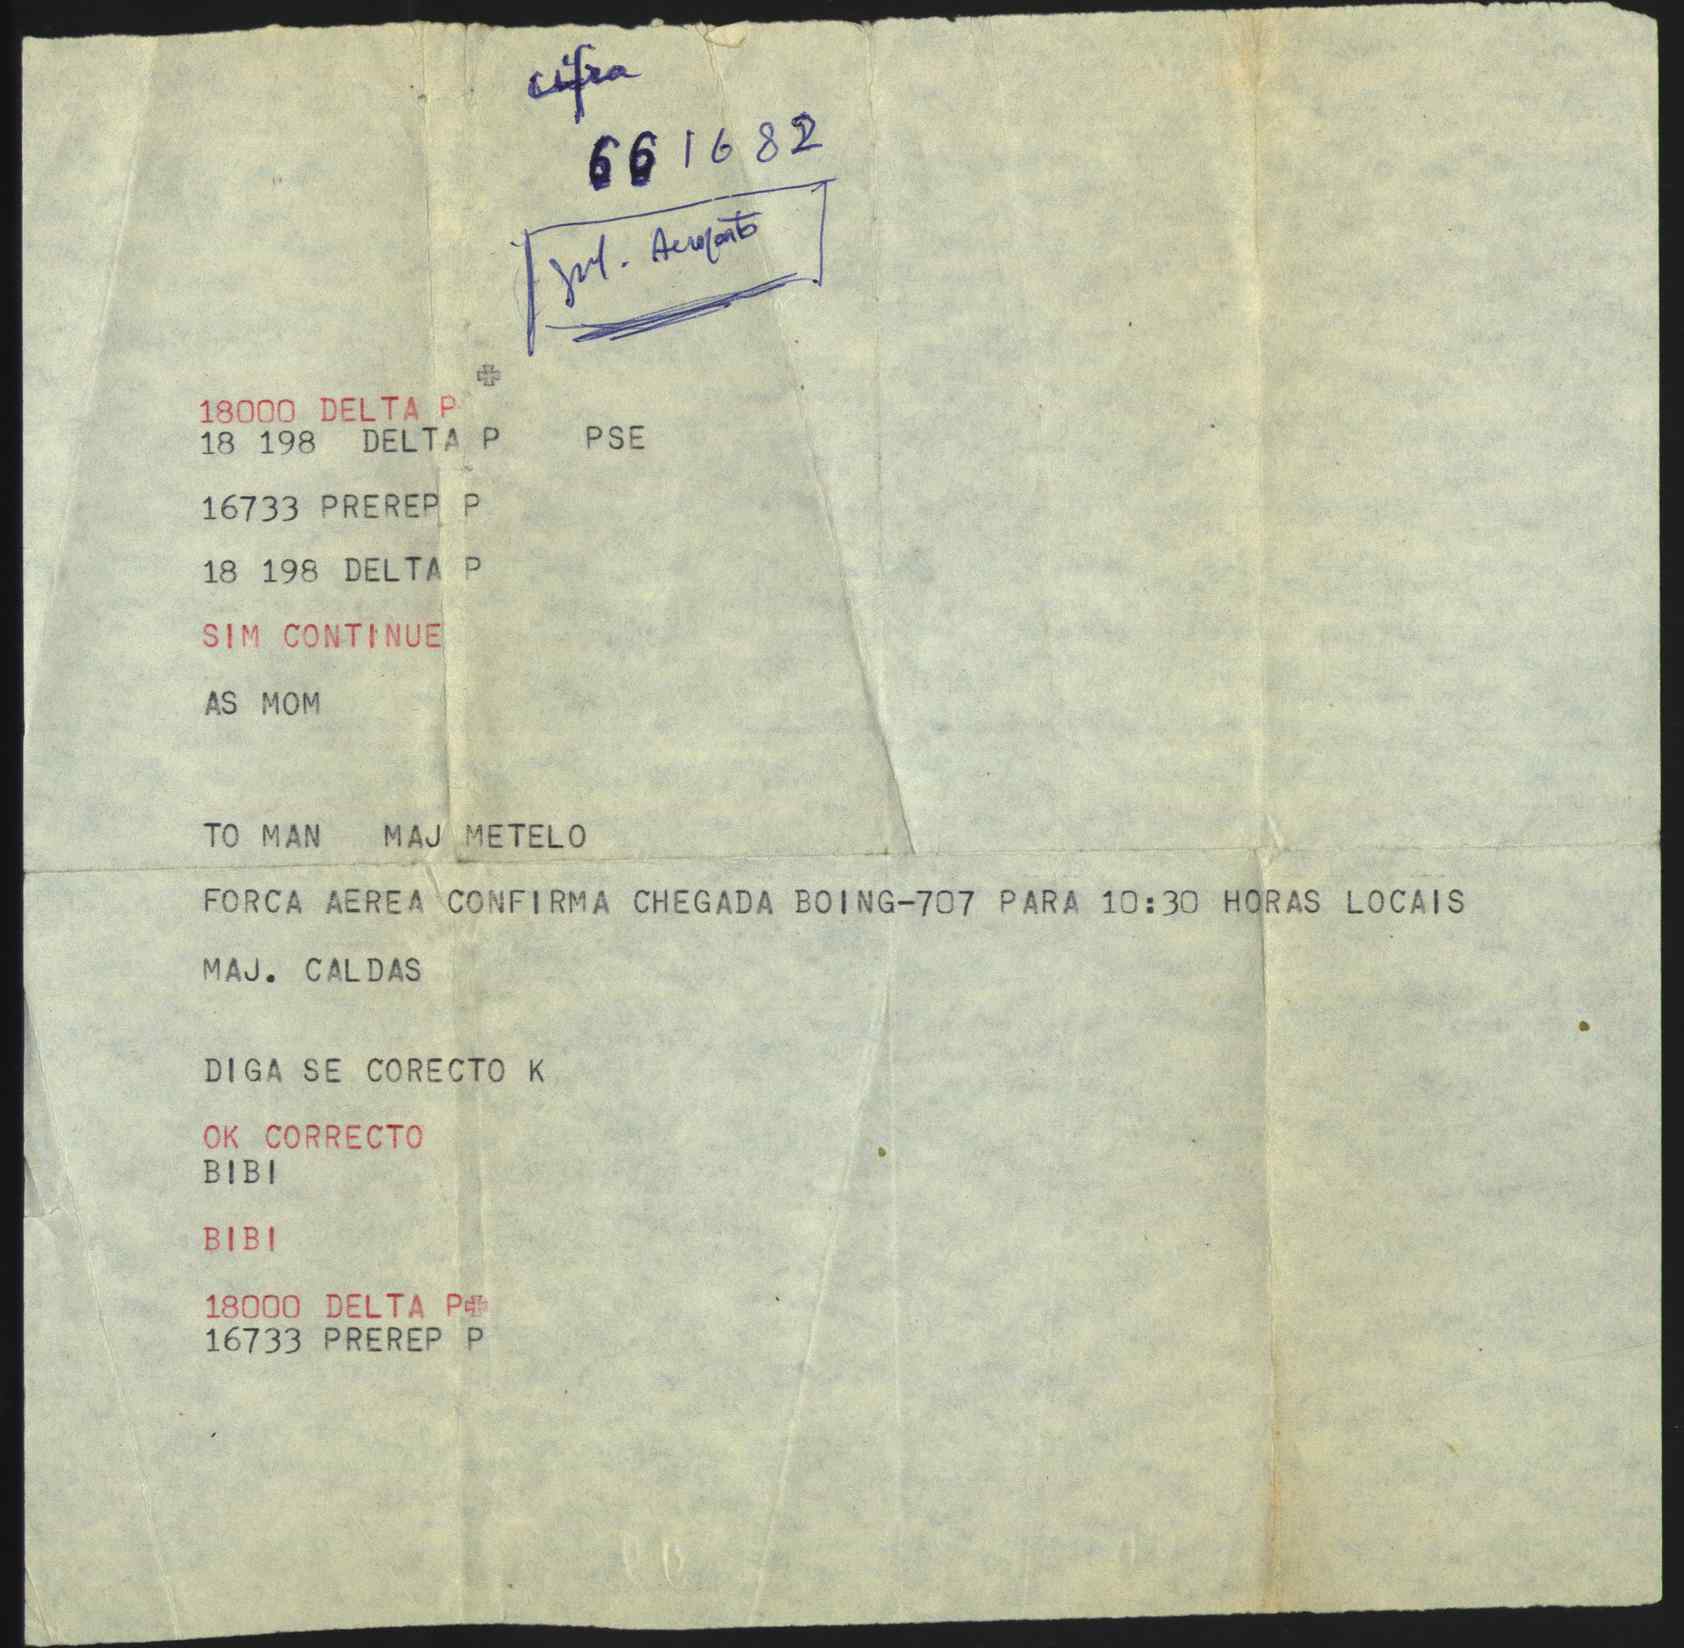 cifra
661682
Aeroporto
18000 DELTA P
18 198 DELTA P PSE
16733 PREREP P
18 198 DELTA P
SIM CONTINUE
AS MOM
TO MAN MAJ METELO
FORCA AEREA CONFIRMA CHEGADA BOING-707 PARA 10:30 HORAS LOCAIS
MAJ. CALDAS
DIGA SE CORECTO K
OK CORRECTO
BIBI
BIBI
18000 DELTA P
16733 PREREP P